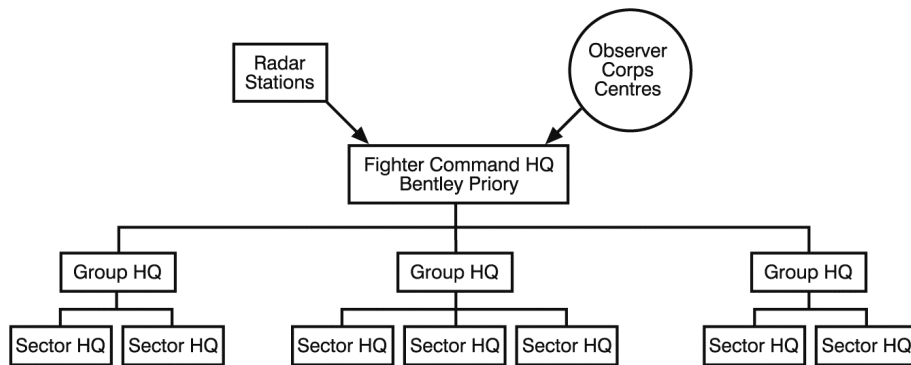 Radar
Stations
Observer
Corps
Centres
Fighter Command HQ
Bentley Priory
Group HQ
Group HQ
Group HQ
Sector HQ
Sector HQ
Sector HQ
Sector HQ
Sector HQ
Sector HQ
Sector HQ